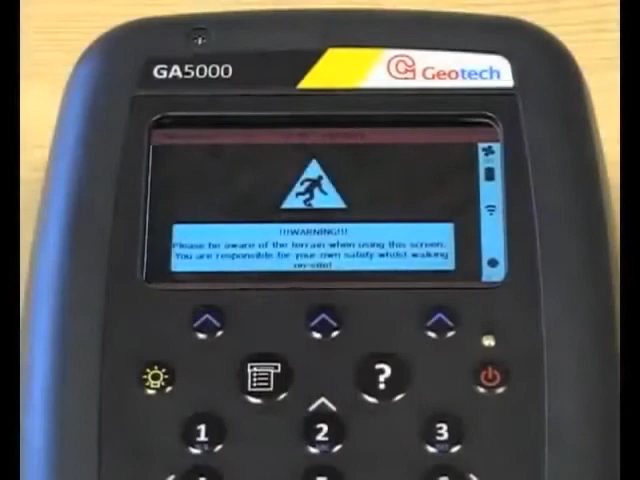 GA5000
Geotech
!!!WARNING!!!
Please be aware of the terrain when using this screen.
You are responsible for your own safety whilst walking
on-site!
?
1
2
3